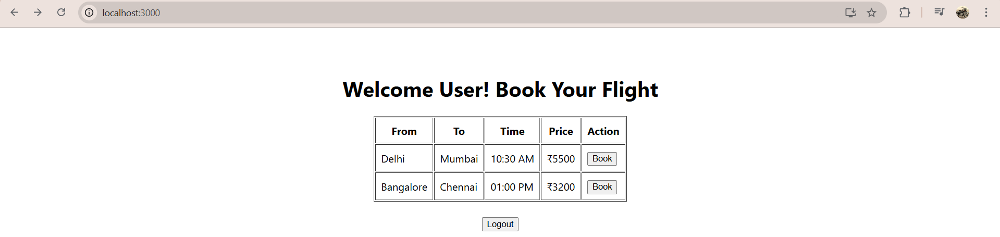 localhost:3000
Welcome User! Book Your Flight
From To Time Price Action
Delhi Mumbai 10:30 AM ₹5500 Book
Bangalore Chennai 01:00 PM ₹3200 Book
Logout